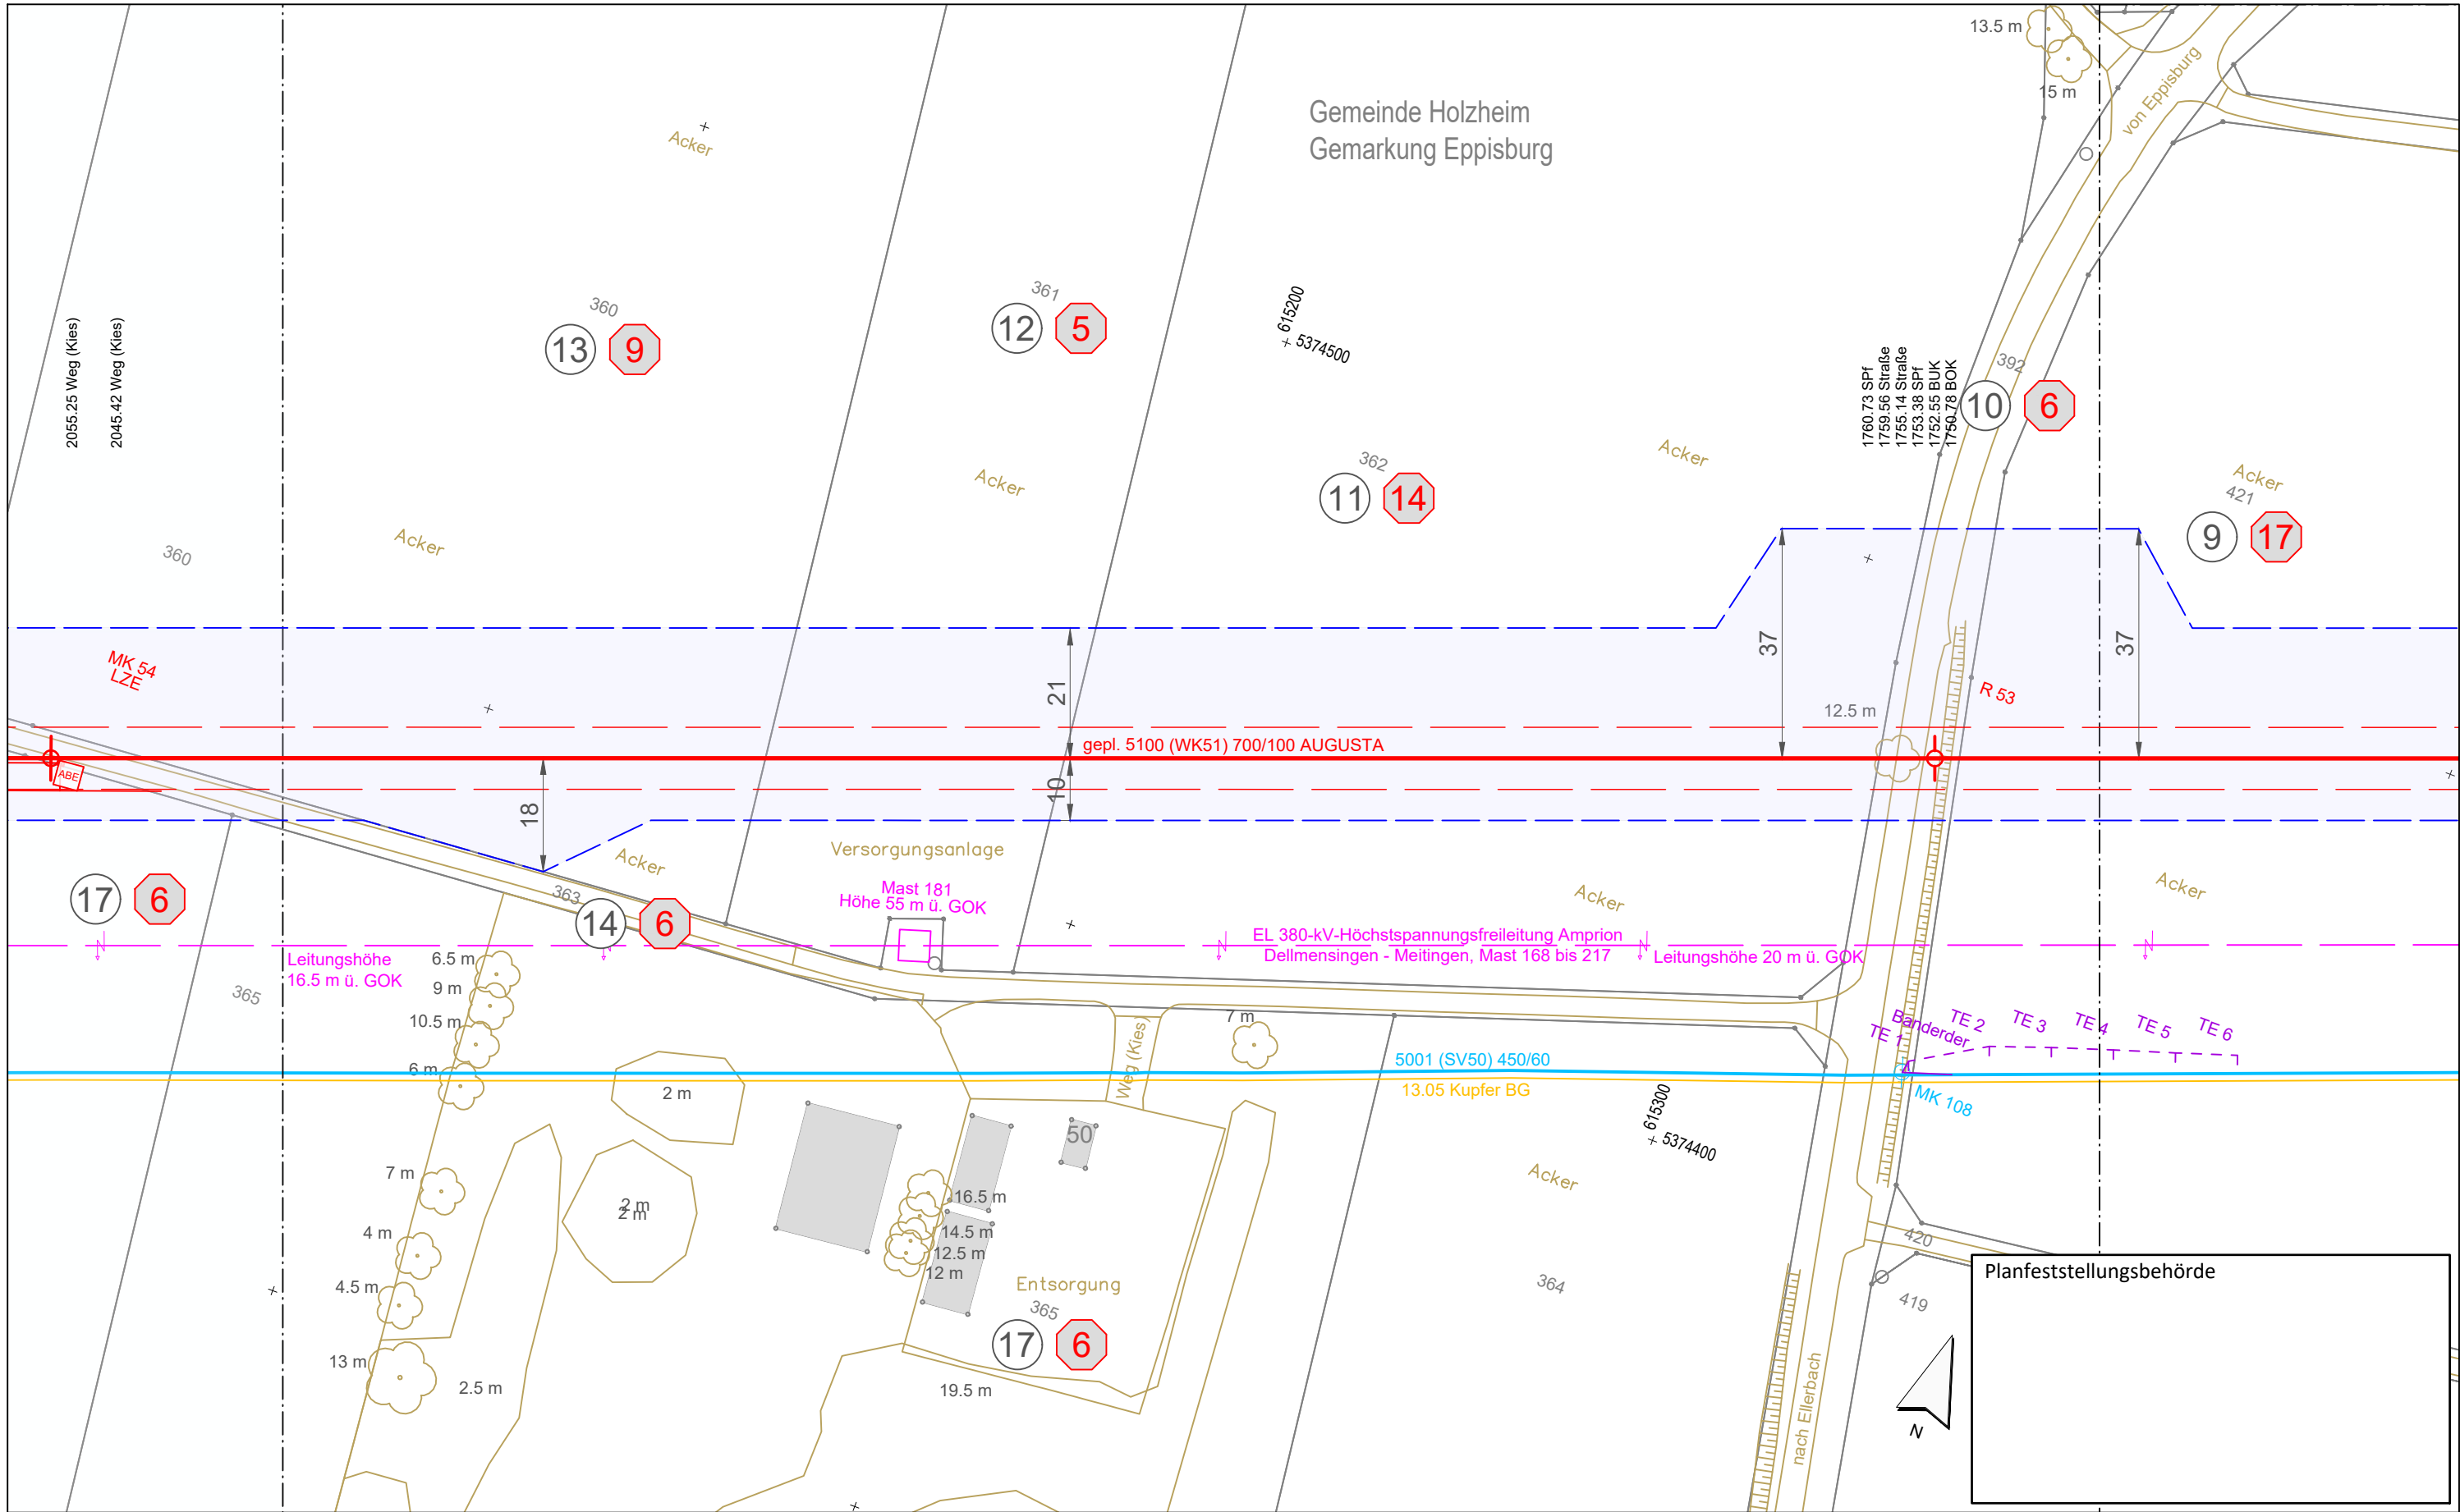 13.5 m
15 m
von Eppisburg
Gemeinde Holzheim
Gemarkung Eppisburg
Acker
360
13
9
361
12
5
615200
5374500
2055.25 Weg (Kies)
2045.42 Weg (Kies)
1760.73 SPf
1759.56 Straße
1755.14 Straße
1753.38 SPf
1752.55 BUK
1750.78 BOK
392
10
6
Acker
362
11
14
Acker
Acker
421
9
17
Acker
360
37
37
21
MK 54
LZE
R 53
12.5 m
gepl. 5100 (WK51) 700/100 AUGUSTA
ABE
18
10
Acker
Versorgungsanlage
Mast 181
Höhe 55 m ü. GOK
Acker
Acker
17
6
363
14
6
EL 380-kV-Höchstspannungsfreileitung Amprion
Dellmensingen - Meitingen, Mast 168 bis 217
Leitungshöhe 20 m ü. GOK
Leitungshöhe
16.5 m ü. GOK
6.5 m
9 m
10.5 m
6 m
365
7 m
Weg (Kies)
Banderder
TE 1
TE 2
TE 3
TE 4
TE 5
TE 6
5001 (SV50) 450/60
13.05 Kupfer BG
MK 108
2 m
50
615300
5374400
7 m
2 m
2 m
16.5 m
14.5 m
12.5 m
12 m
4 m
4.5 m
13 m
2.5 m
Acker
Entsorgung
365
17
6
19.5 m
364
420
419
nach Ellerbach
N
Planfeststellungsbehörde